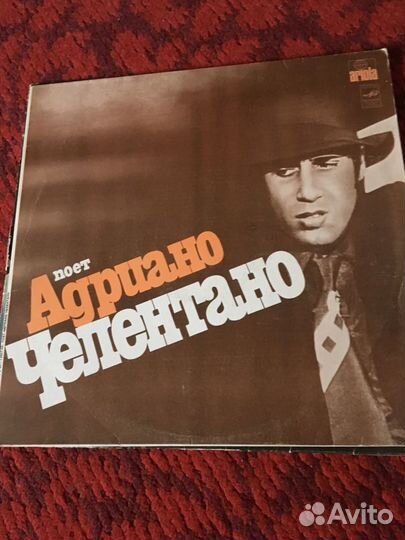 ariola
поет
Адриано
Челентано
Avito